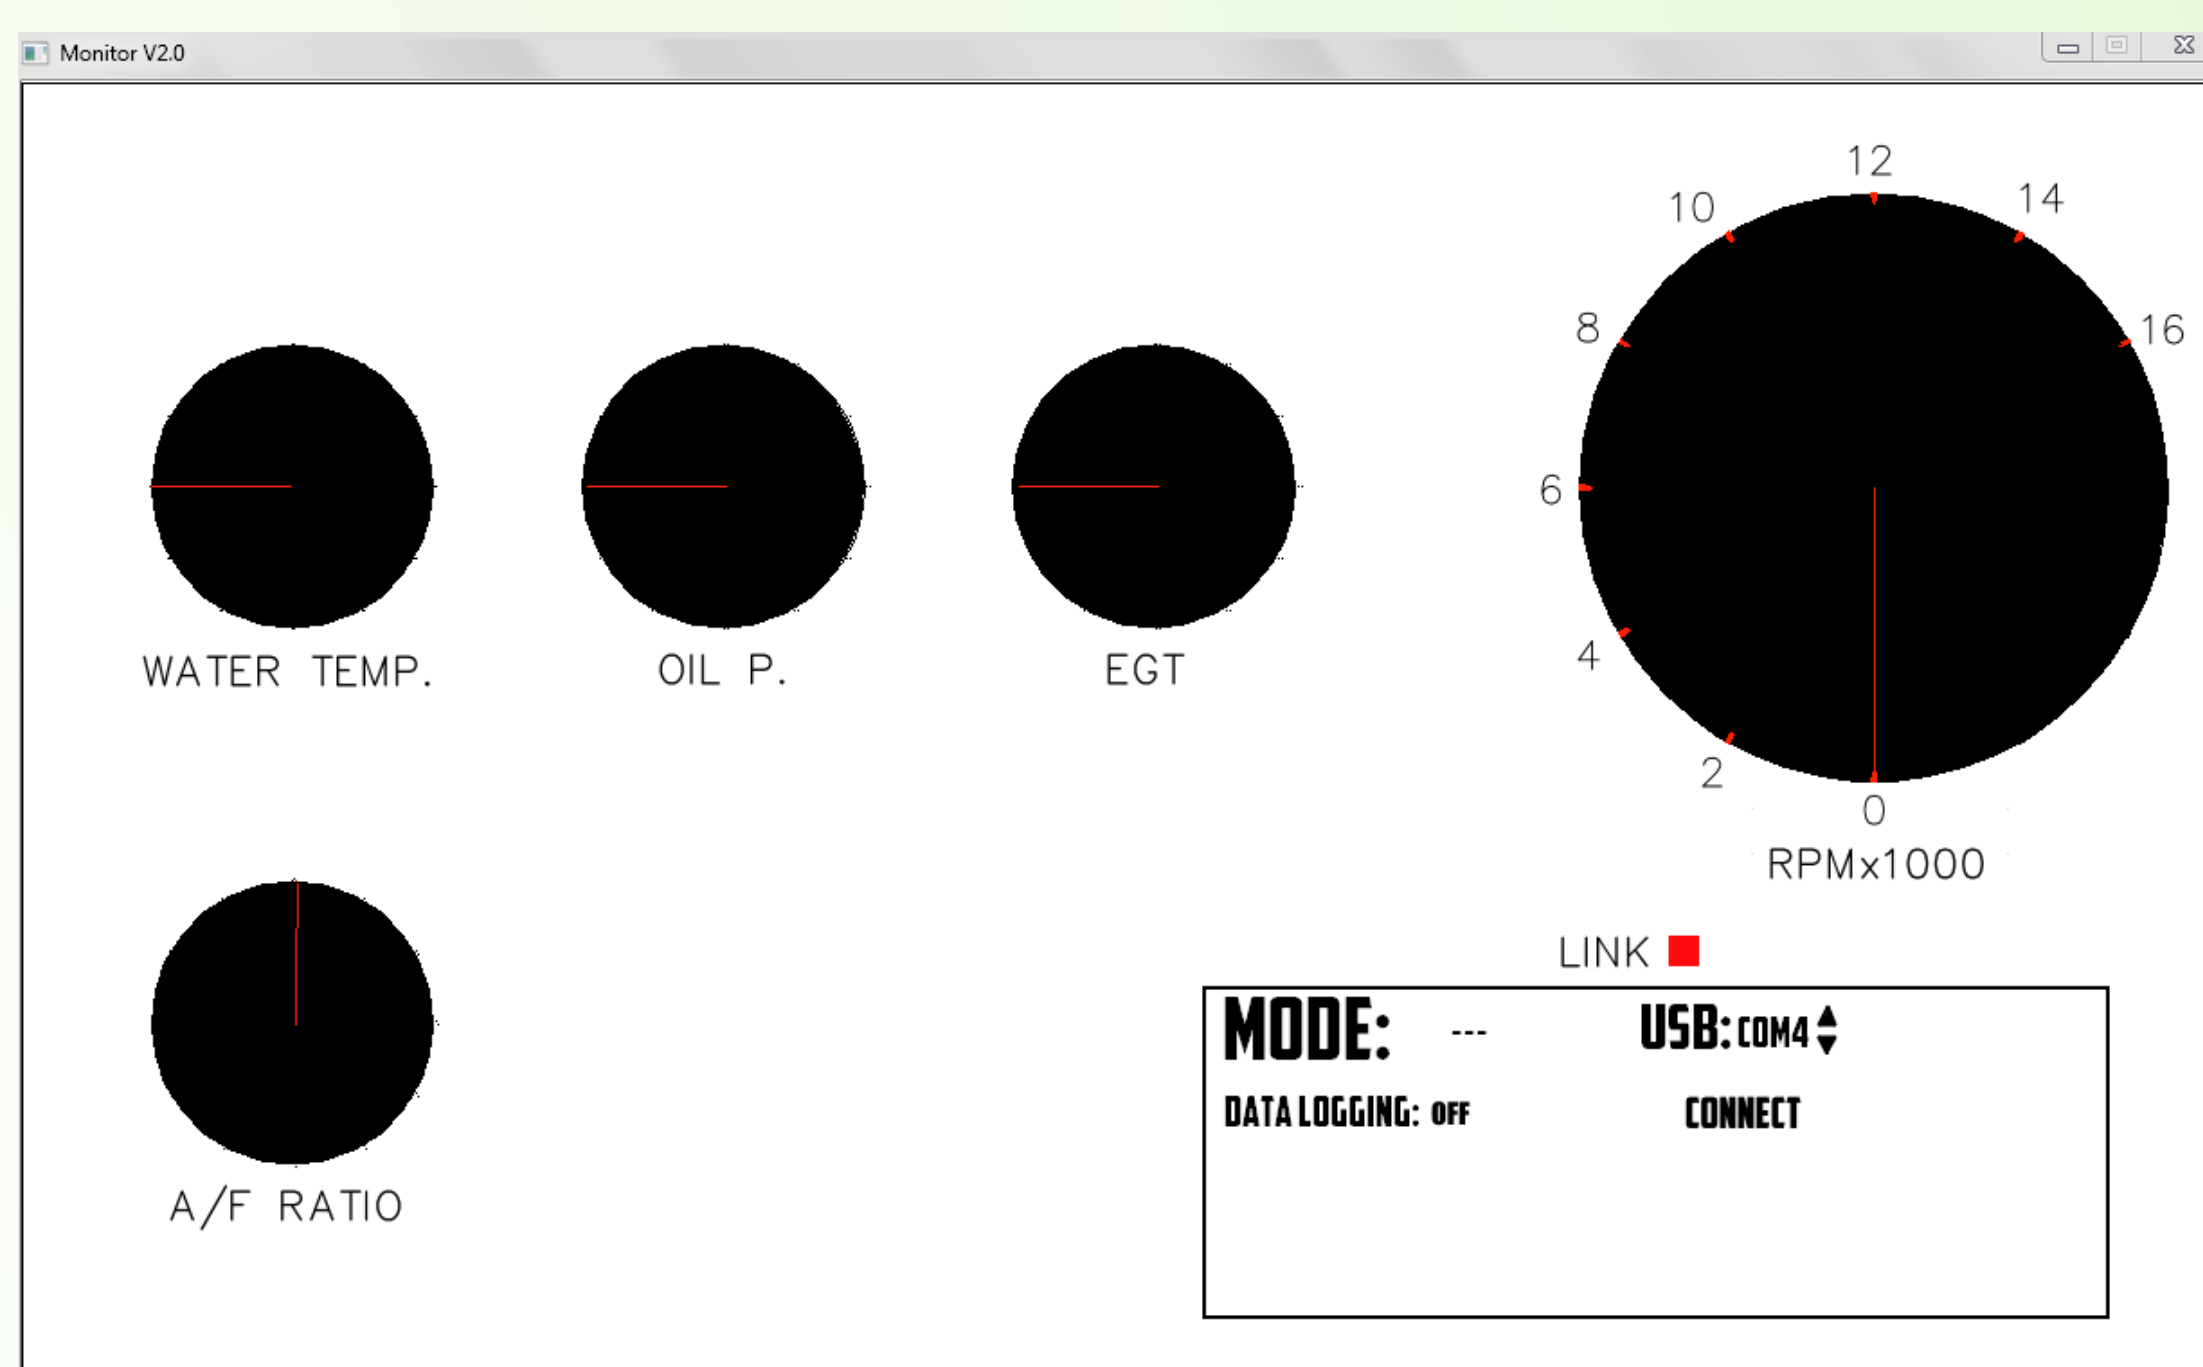 Monitor V2.0
12
10
14
8
16
6
4
2
0
RPMx1000
WATER TEMP.
OIL P.
EGT
A/F RATIO
LINK
MODE: ---
USB: COM4
DATA LOGGING: OFF
CONNECT